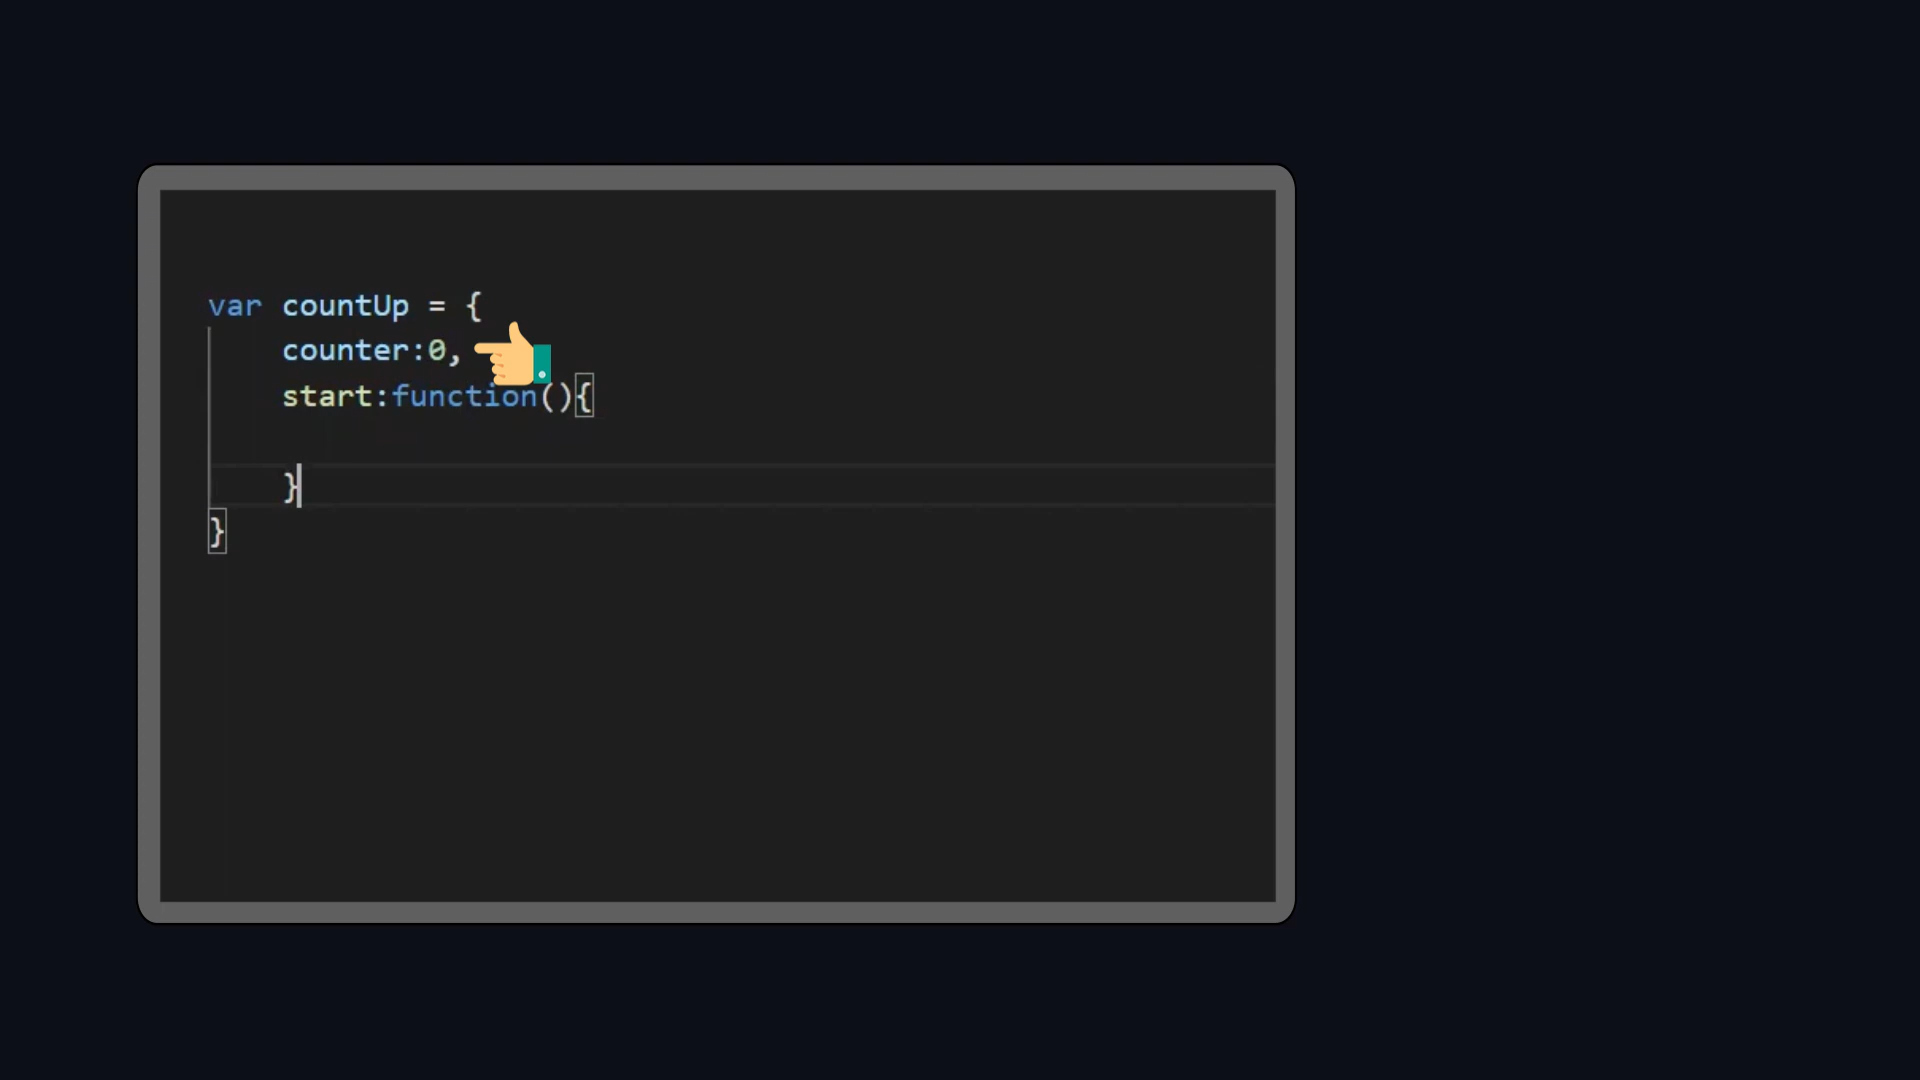 var countUp = {
counter:0,
start:function(){
}
}